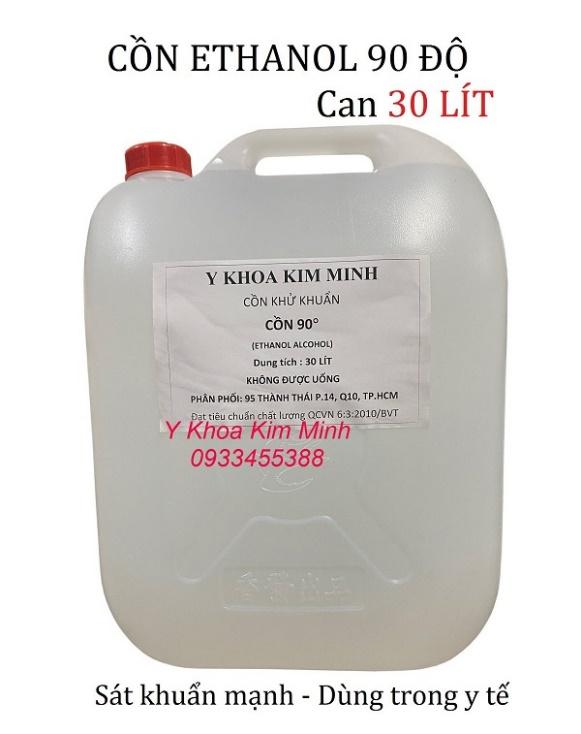 CỒN ETHANOL 90 ĐỘ
Can 30 LÍT
Y KHOA KIM MINH
CỒN KHỬ KHUẨN
CỒN 90°
(ETHANOL ALCOHOL)
Dung tích : 30 LÍT
KHÔNG ĐƯỢC UỐNG
PHÂN PHỐI: 95 THÀNH THÁI P.14, Q10, TP.HCM
Đạt tiêu chuẩn chất lượng QCVN 6:3:2010/BVT
Y Khoa Kim Minh
0933455388
Sát khuẩn mạnh - Dùng trong y tế